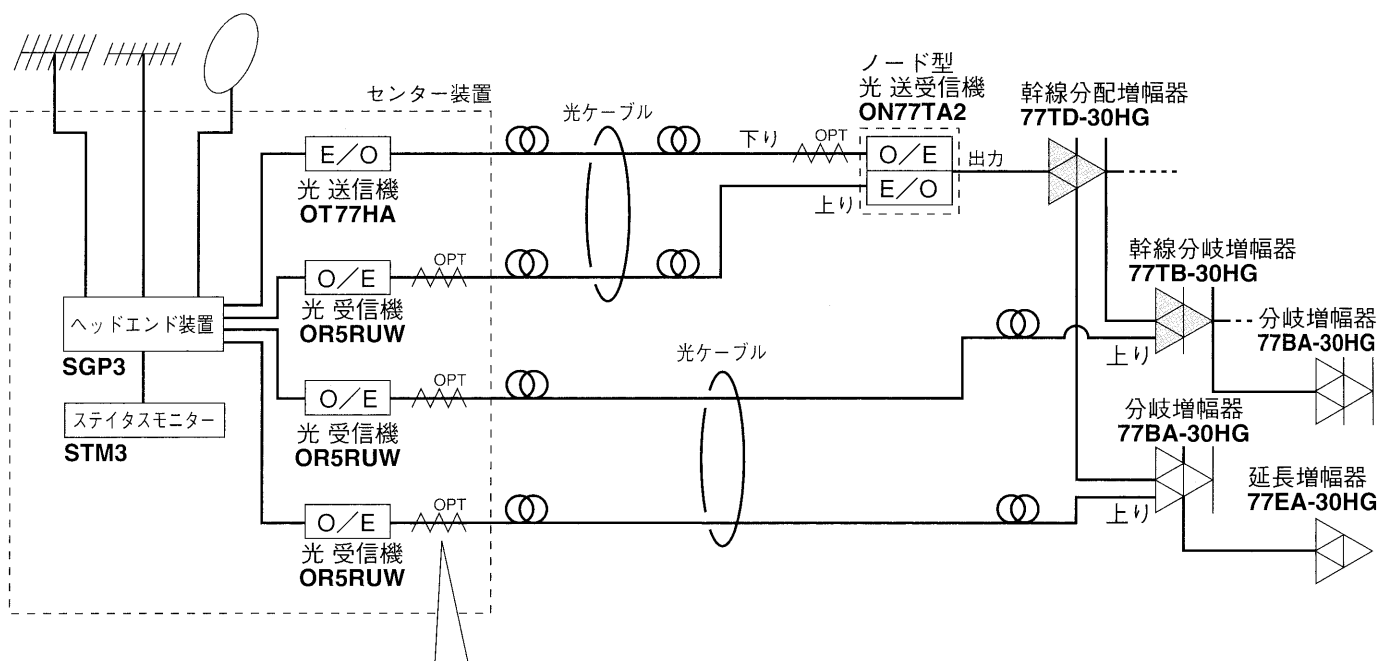 センター装置
光ケーブル
ノード型
光 送受信機
ON77TA2
幹線分配増幅器
77TD-30HG
E/O
光 送信機
OT77HA
下り
OPT
O/E
E/O
出力
上り
OPT
O/E
光 受信機
OR5RUW
幹線分岐増幅器
77TB-30HG
ヘッドエンド装置
SGP3
上り
分岐増幅器
77BA-30HG
光ケーブル
OPT
O/E
光 受信機
OR5RUW
ステイタスモニター
STM3
分岐増幅器
77BA-30HG
延長増幅器
77EA-30HG
OPT
O/E
光 受信機
OR5RUW
上り